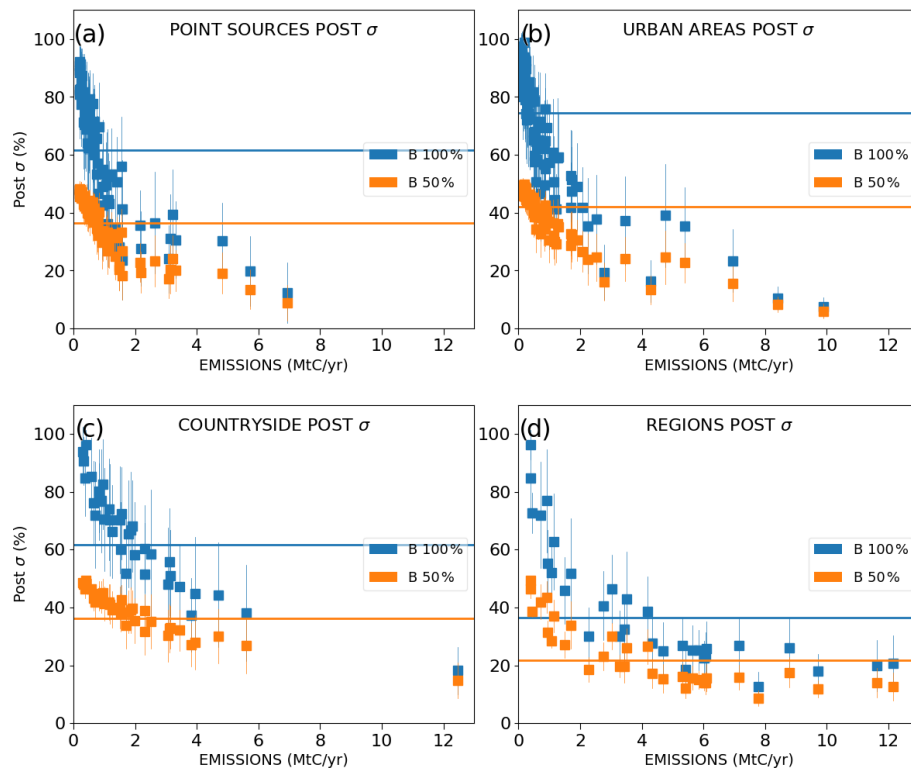 (a) POINT SOURCES POST σ
100
80
60
40
20
0
Post σ (%)
B 100%
B 50%
0 2 4 6 8 10 12
EMISSIONS (MtC/yr)
(b) URBAN AREAS POST σ
100
80
60
40
20
0
B 100%
B 50%
0 2 4 6 8 10 12
EMISSIONS (MtC/yr)
(c) COUNTRYSIDE POST σ
100
80
60
40
20
0
Post σ (%)
B 100%
B 50%
0 2 4 6 8 10 12
EMISSIONS (MtC/yr)
(d) REGIONS POST σ
100
80
60
40
20
0
B 100%
B 50%
0 2 4 6 8 10 12
EMISSIONS (MtC/yr)